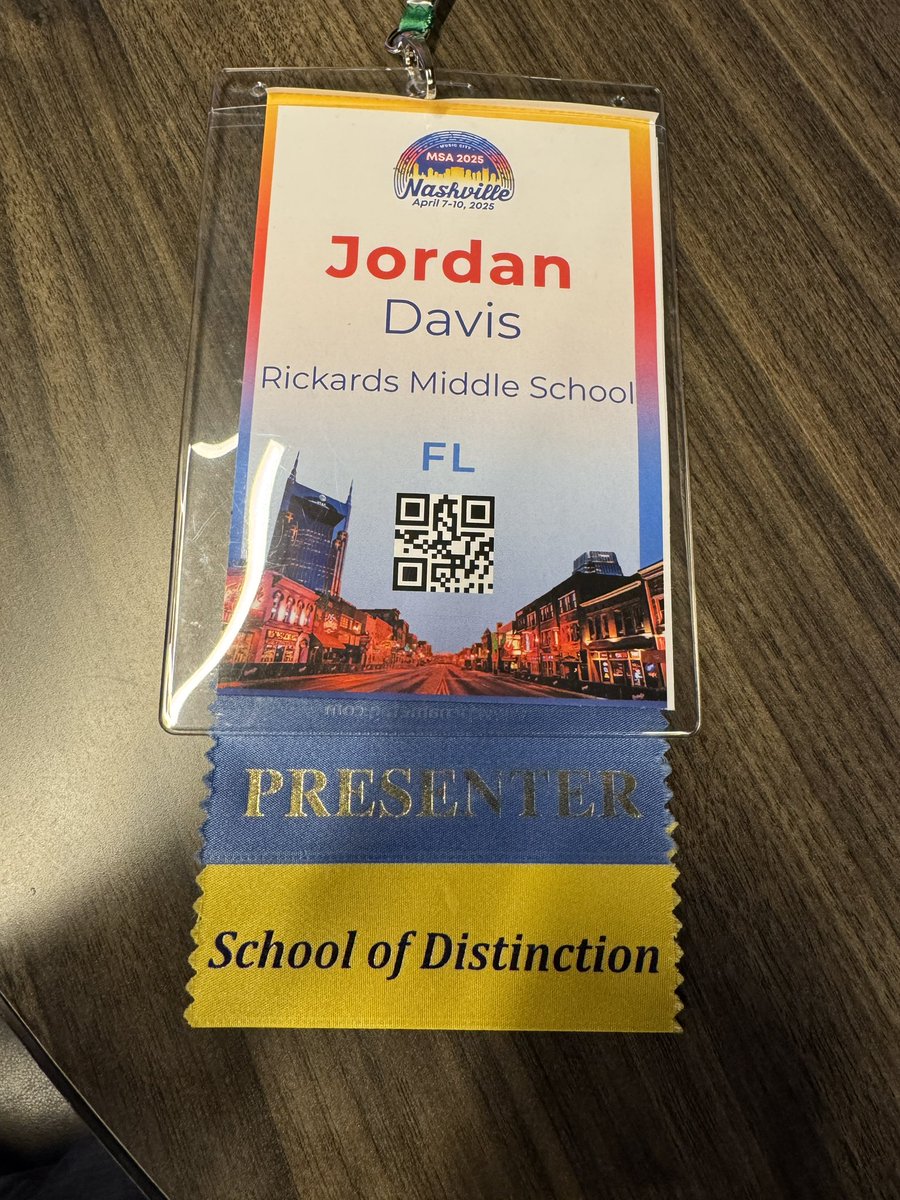 MUSIC CITY
MSA 2025
Nashville
April 7-10, 2025
Jordan
Davis
Rickards Middle School
FL
PRESENTER
School of Distinction